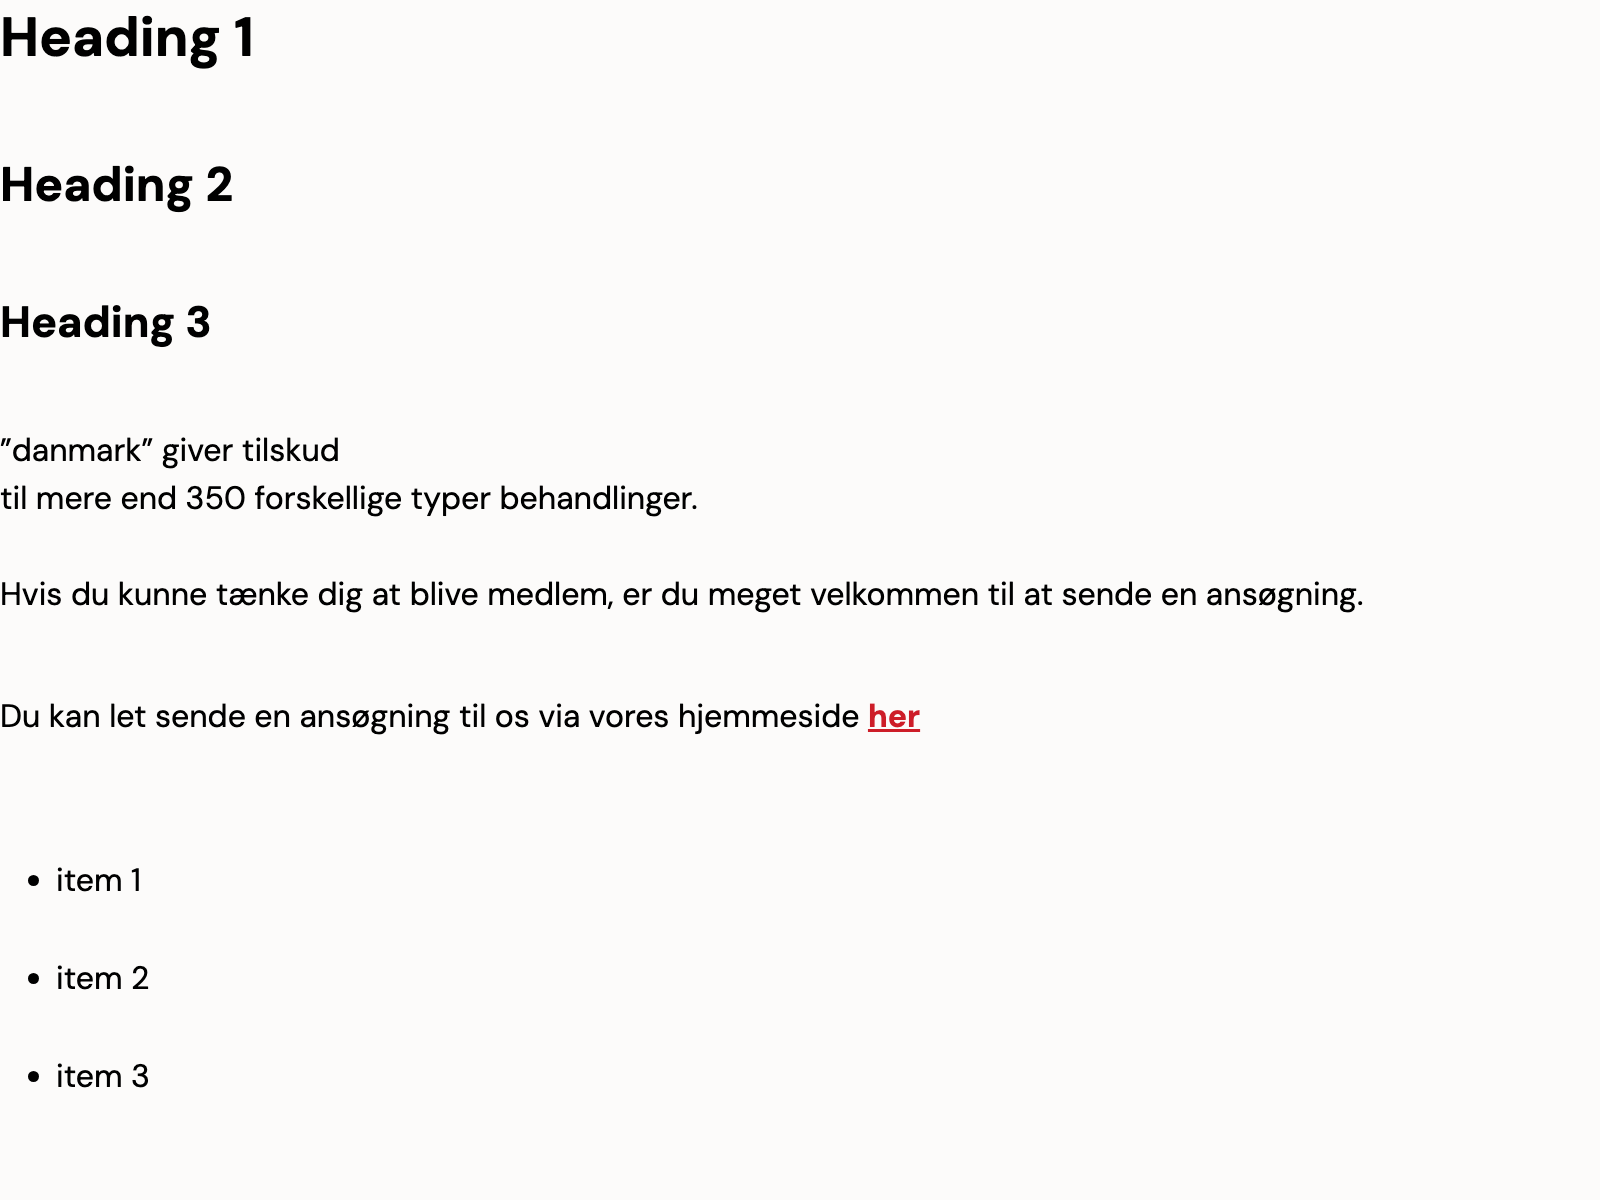 Heading 1
Heading 2
Heading 3
”danmark” giver tilskud
til mere end 350 forskellige typer behandlinger.
Hvis du kunne tænke dig at blive medlem, er du meget velkommen til at sende en ansøgning.
Du kan let sende en ansøgning til os via vores hjemmeside her
• item 1
• item 2
• item 3